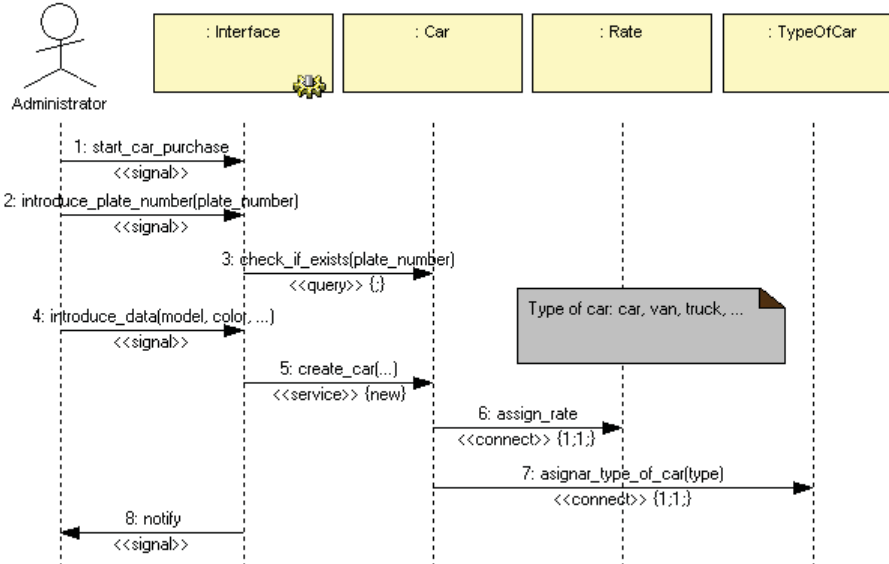 : Interface
: Car
: Rate
: TypeOfCar
Administrator
1: start_car_purchase
<<signal>>
2: introduce_plate_number(plate_number)
<<signal>>
3: check_if_exists(plate_number)
<<query>> {;}
4: introduce_data(model, color, ...)
<<signal>>
Type of car: car, van, truck, ...
5: create_car(...)
<<service>> {new}
6: assign_rate
<<connect>> {1;1;}
7: asignar_type_of_car(type)
<<connect>> {1;1;}
8: notify
<<signal>>